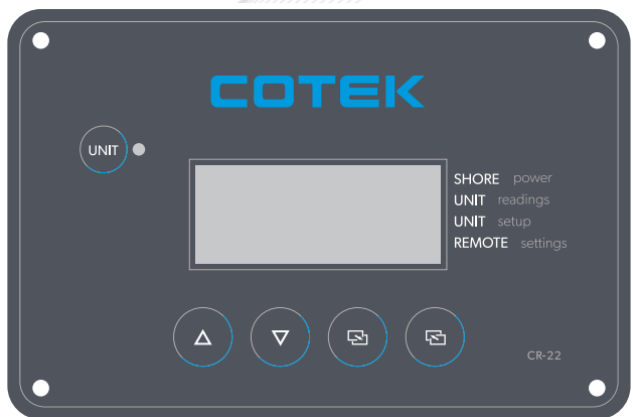 COTEK
UNIT
SHORE power
UNIT readings
UNIT setup
REMOTE settings
CR-22